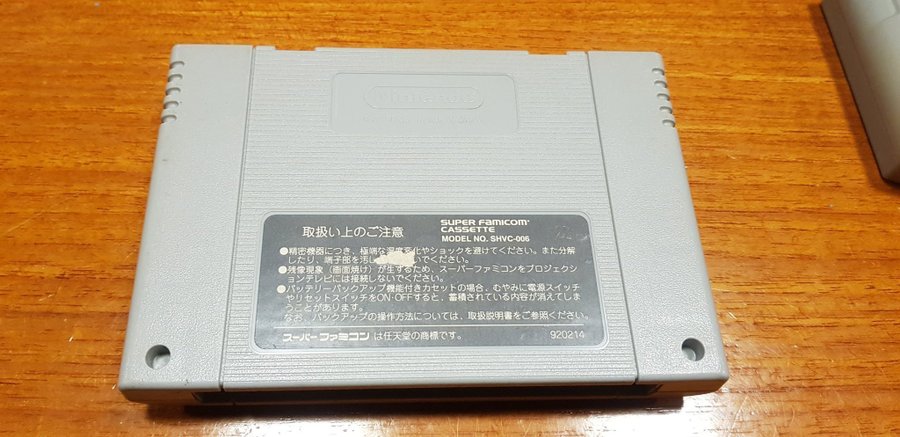 Nintendo
取扱い上のご注意
SUPER FAMICOM
CASSETTE
MODEL NO. SHVC-006
●精密機器につき、極端な温度変化やショックを避けてください。また分解
したり、端子部を汚し いでください。
●残像現象（画面焼け）が生ずるため、スーパーファミコンをプロジェクシ
ョンテレビには接続しないでください。
●バッテリーバックアップ機能付きカセットの場合、むやみに電源スイッチ
やリセットスイッチをON·OFFすると、蓄積されている内容が消えてしま
うことがあります。
なお、バックアップの操作方法については、取扱説明書をご参照ください。
スーパーファミコン は任天堂の商標です。
920214